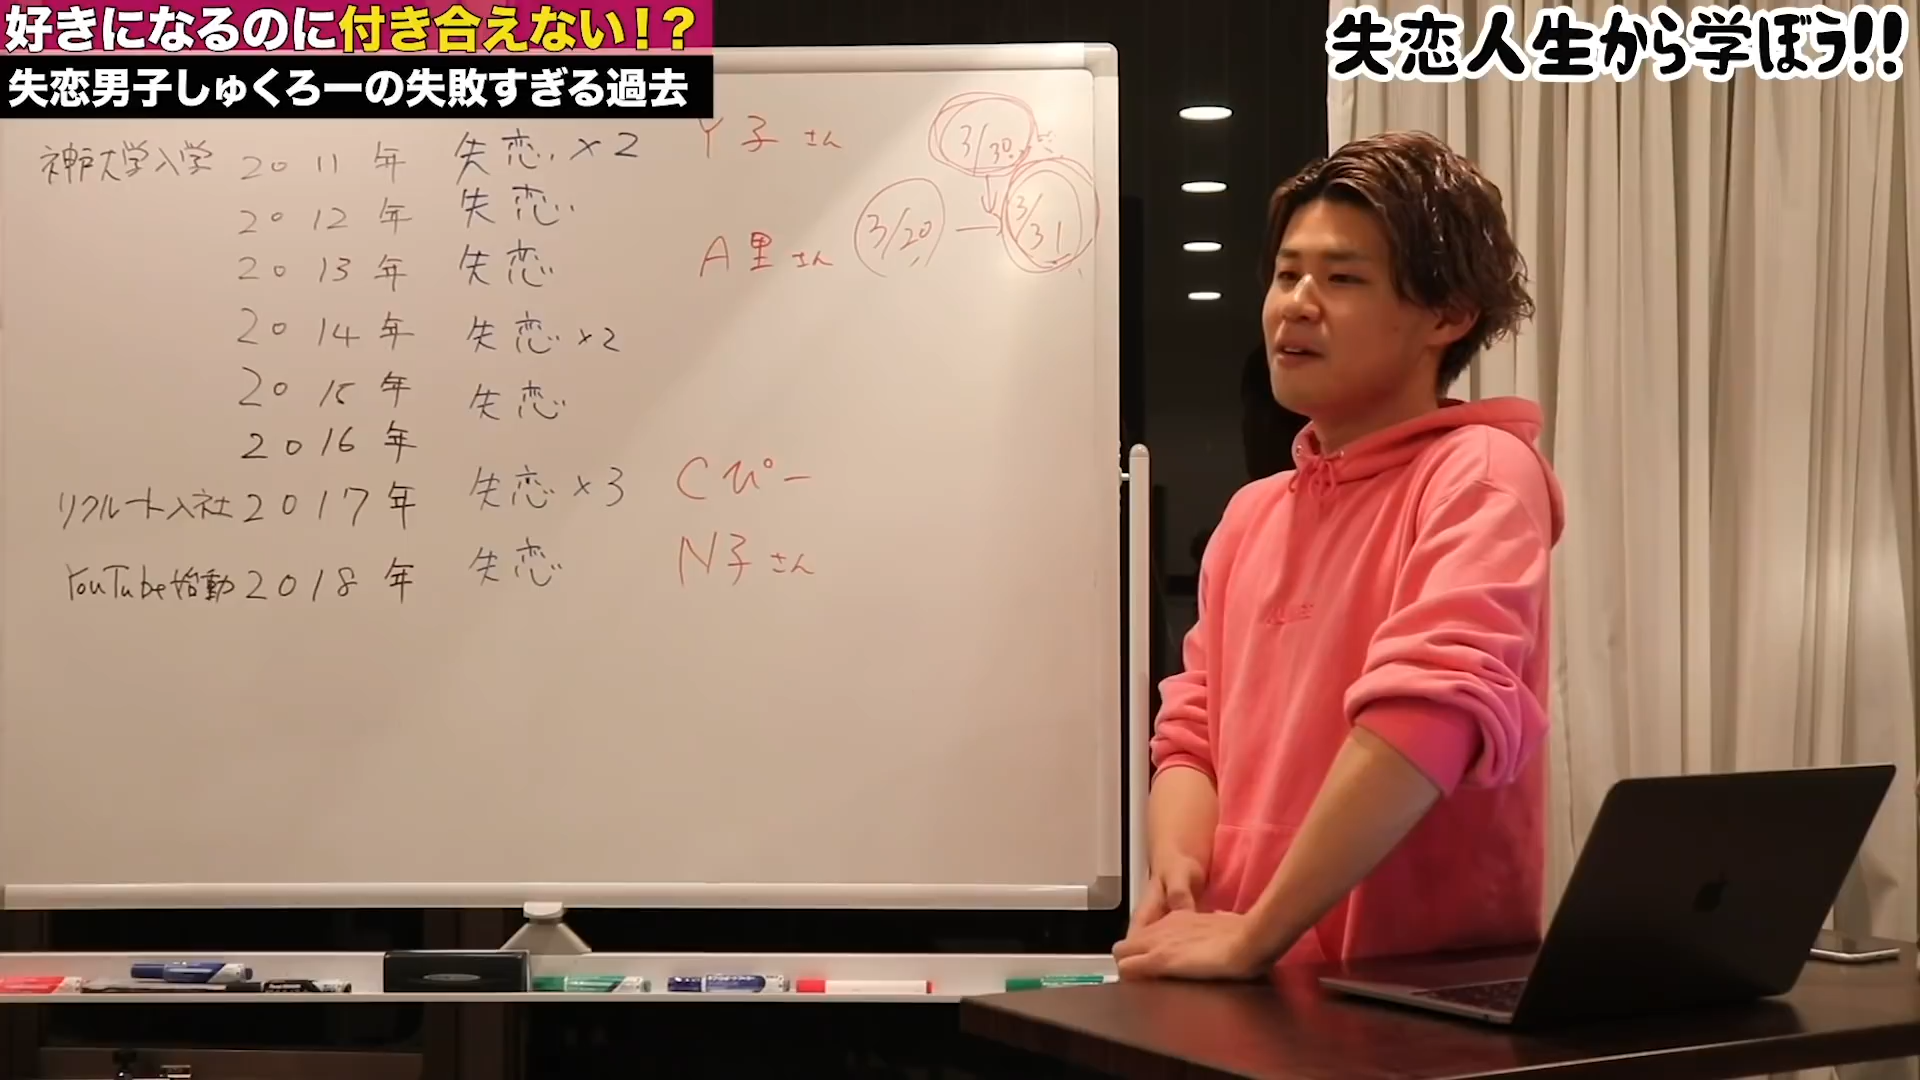 好きになるのに付き合えない!?
失恋男子しゅくろーの失敗すぎる過去
失恋人生から学ぼう!!
神戸大学入学 2011年 失恋×2 Y子さん
3/30
2012年 失恋
3/20 → 3/31
2013年 失恋 A里さん
2014年 失恋×2
2015年 失恋
2016年
リクルート入社 2017年 失恋×3 Cぴー
YouTube始動 2018年 失恋 N子さん